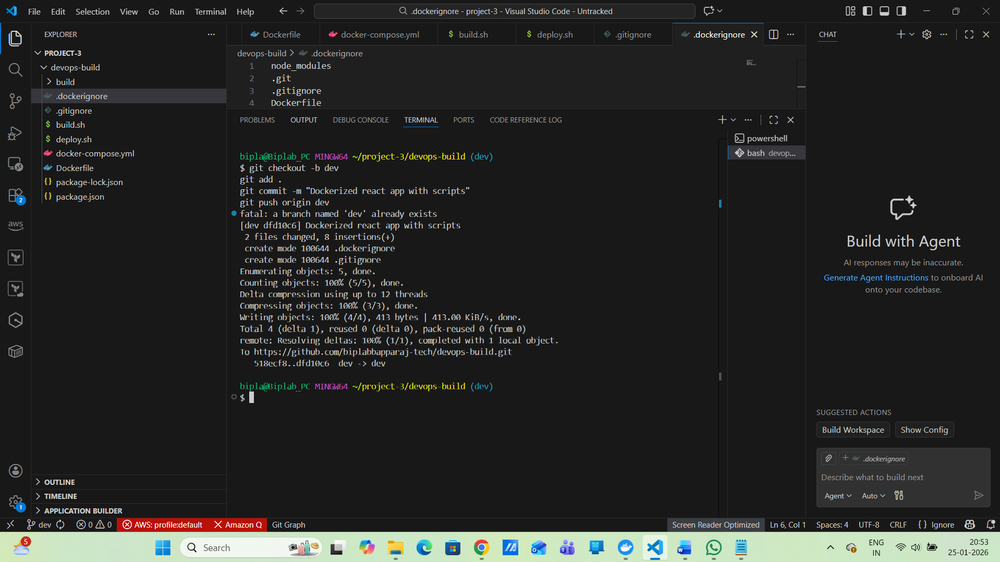 File Edit Selection View Go Run Terminal Help
.dockerignore - project-3 - Visual Studio Code - Untracked
EXPLORER
PROJECT-3
devops-build
build
.dockerignore
.gitignore
build.sh
deploy.sh
docker-compose.yml
Dockerfile
package-lock.json
package.json
OUTLINE
TIMELINE
APPLICATION BUILDER
2
aws
1
Dockerfile docker-compose.yml $ build.sh $ deploy.sh .gitignore .dockerignore
devops-build > .dockerignore
1 node_modules
2 .git
3 .gitignore
4 Dockerfile
PROBLEMS OUTPUT DEBUG CONSOLE TERMINAL PORTS CODE REFERENCE LOG
powershell
bash devop...
bipla@Biplab_PC MINGW64 ~/project-3/devops-build (dev)
$ git checkout -b dev
git add .
git commit -m "Dockerized react app with scripts"
git push origin dev
fatal: a branch named 'dev' already exists
[dev dfd10c6] Dockerized react app with scripts
2 files changed, 8 insertions(+)
create mode 100644 .dockerignore
create mode 100644 .gitignore
Enumerating objects: 5, done.
Counting objects: 100% (5/5), done.
Delta compression using up to 12 threads
Compressing objects: 100% (3/3), done.
Writing objects: 100% (4/4), 413 bytes | 413.00 KiB/s, done.
Total 4 (delta 1), reused 0 (delta 0), pack-reused 0 (from 0)
remote: Resolving deltas: 100% (1/1), completed with 1 local object.
To https://github.com/biplabbapparaj-tech/devops-build.git
518ecf8..dfd10c6 dev -> dev
bipla@Biplab_PC MINGW64 ~/project-3/devops-build (dev)
$
CHAT
Build with Agent
AI responses may be inaccurate.
Generate Agent Instructions to onboard AI
onto your codebase.
SUGGESTED ACTIONS
Build Workspace Show Config
.dockerignore
Describe what to build next
Agent Auto
dev 0 0 AWS: profile:default Amazon Q Git Graph
Screen Reader Optimized Ln 6, Col 1 Spaces: 4 UTF-8 CRLF { } Ignore
5
Search
ENG
IN
20:53
25-01-2026